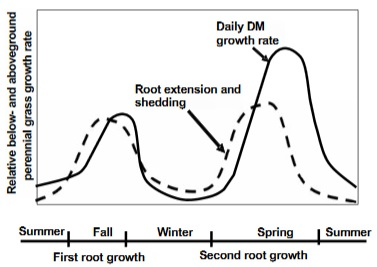 Relative below- and aboveground
perennial grass growth rate
Daily DM
growth rate
Root extension and
shedding
Summer Fall Winter Spring Summer
First root growth Second root growth